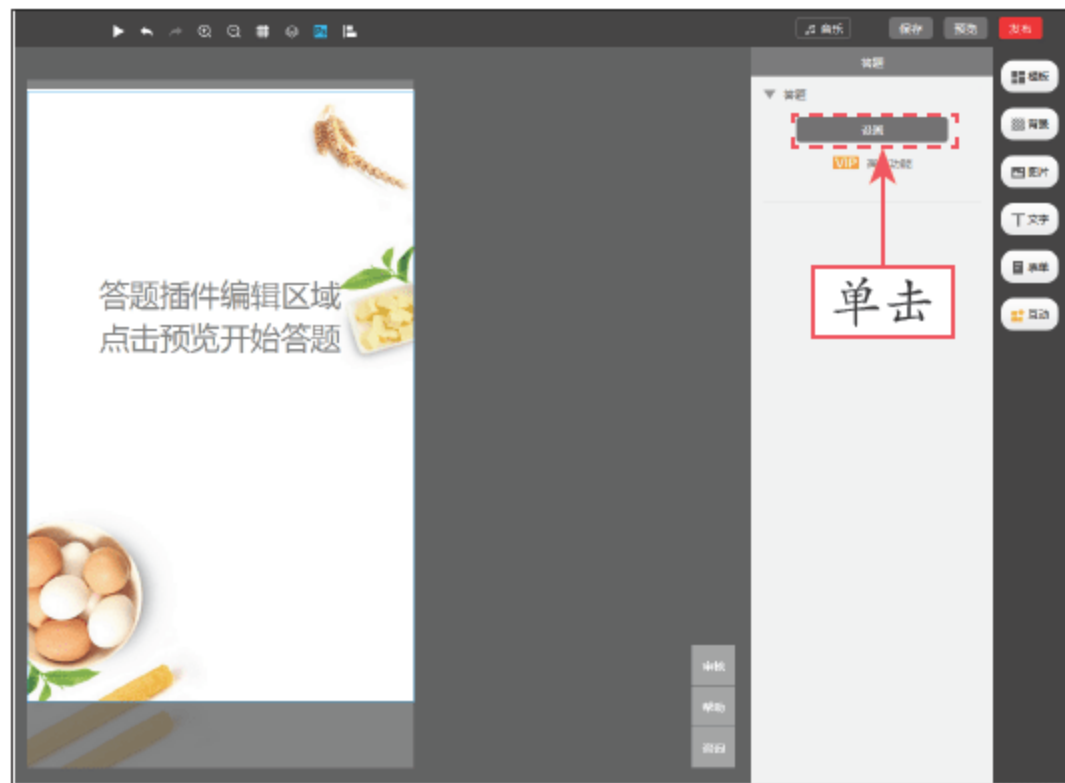 音乐
保存
预览
发布
答题
答题
设置
VIP
功能
单击
模板
背景
图片
文字
表单
互动
答题插件编辑区域
点击预览开始答题
审核
帮助